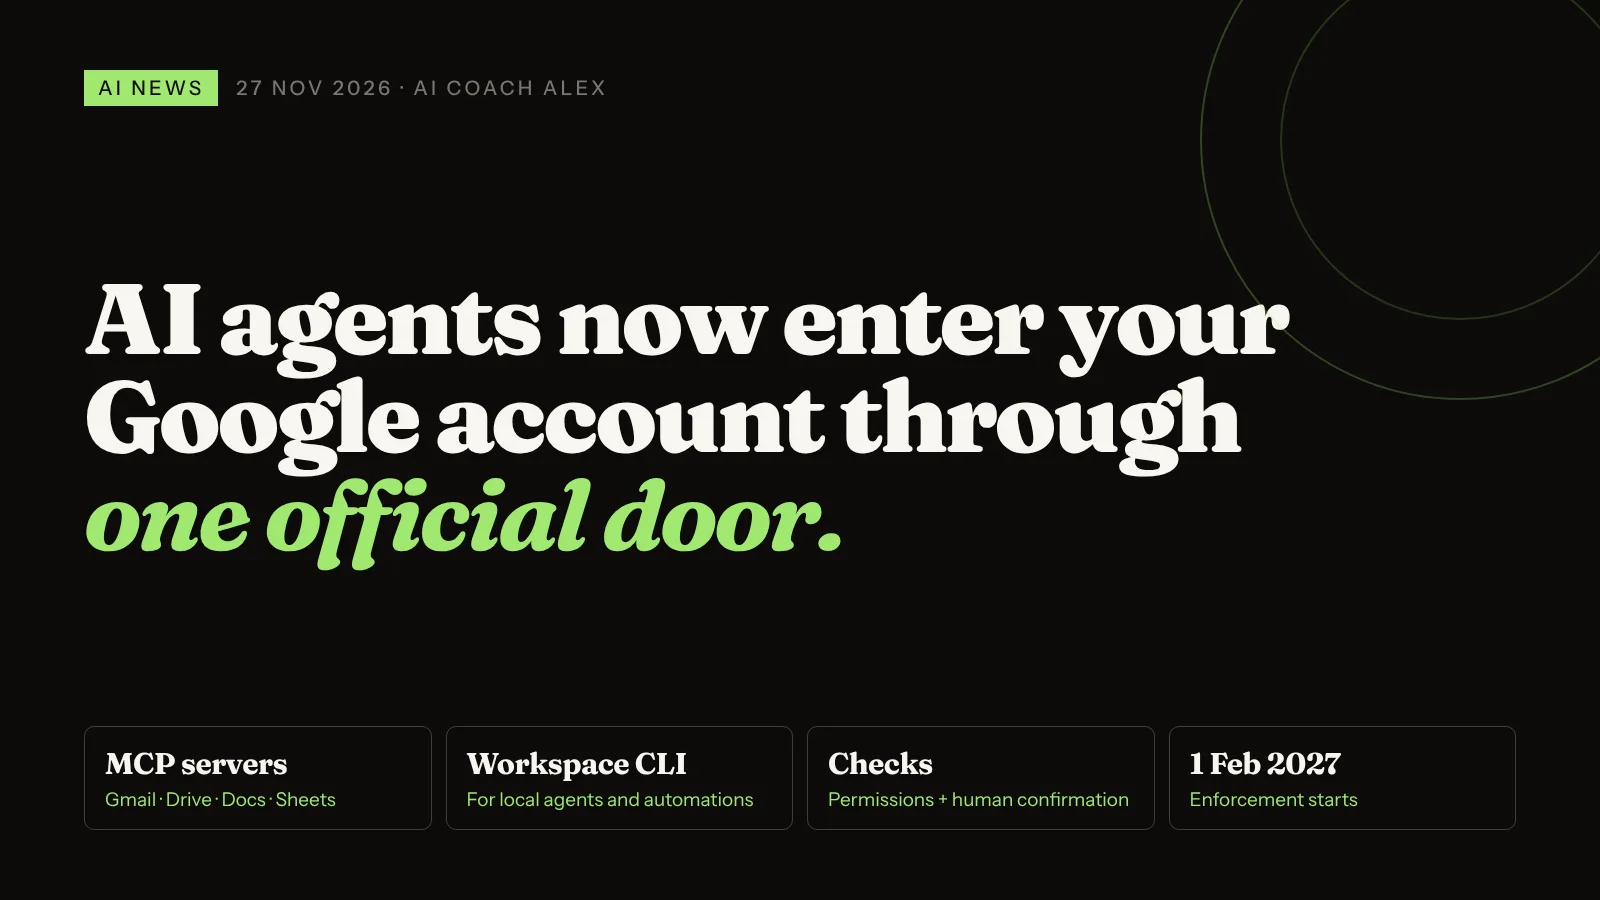 AI NEWS 27 NOV 2026 · AI COACH ALEX
AI agents now enter your
Google account through
one official door.
MCP servers
Gmail · Drive · Docs · Sheets
Workspace CLI
For local agents and automations
Checks
Permissions + human confirmation
1 Feb 2027
Enforcement starts